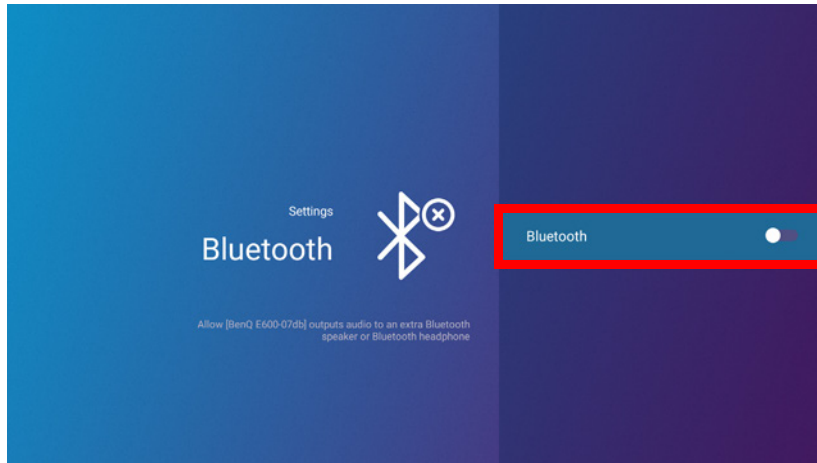 Settings
Bluetooth
Allow [BenQ E600-07db] outputs audio to an extra Bluetooth
speaker or Bluetooth headphone
Bluetooth